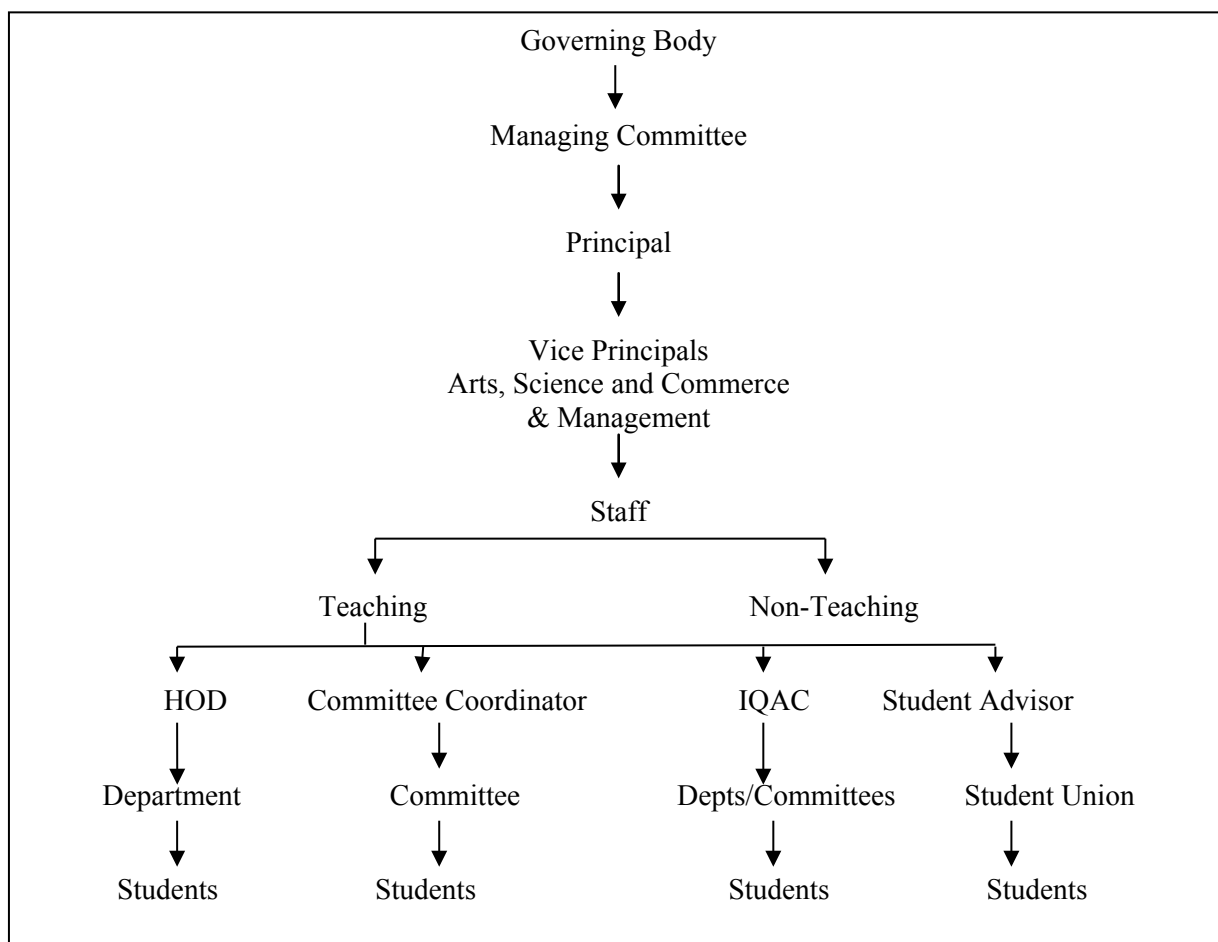 Governing Body
Managing Committee
Principal
Vice Principals
Arts, Science and Commerce
& Management
Staff
Teaching Non-Teaching
HOD Committee Coordinator IQAC Student Advisor
Department Committee Depts/Committees Student Union
Students Students Students Students